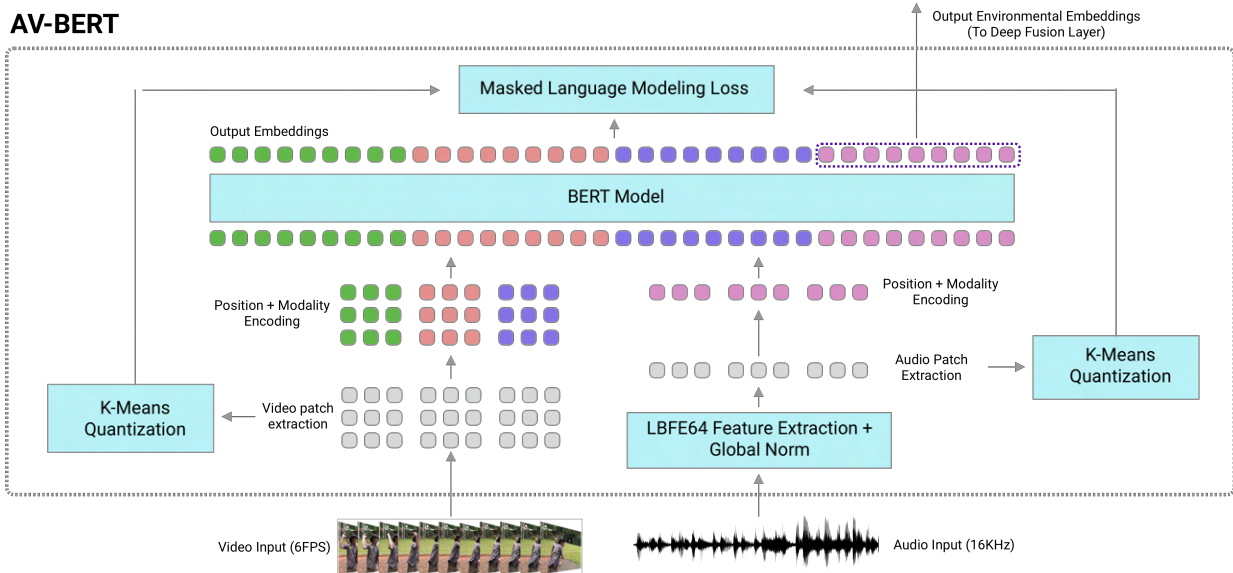 AV-BERT
Output Environmental Embeddings
(To Deep Fusion Layer)
Masked Language Modeling Loss
Output Embeddings
BERT Model
Position + Modality
Encoding
Position + Modality
Encoding
Audio Patch
Extraction
K-Means
Quantization
K-Means
Quantization
Video patch
extraction
LBFE64 Feature Extraction +
Global Norm
Video Input (6FPS)
Audio Input (16KHz)